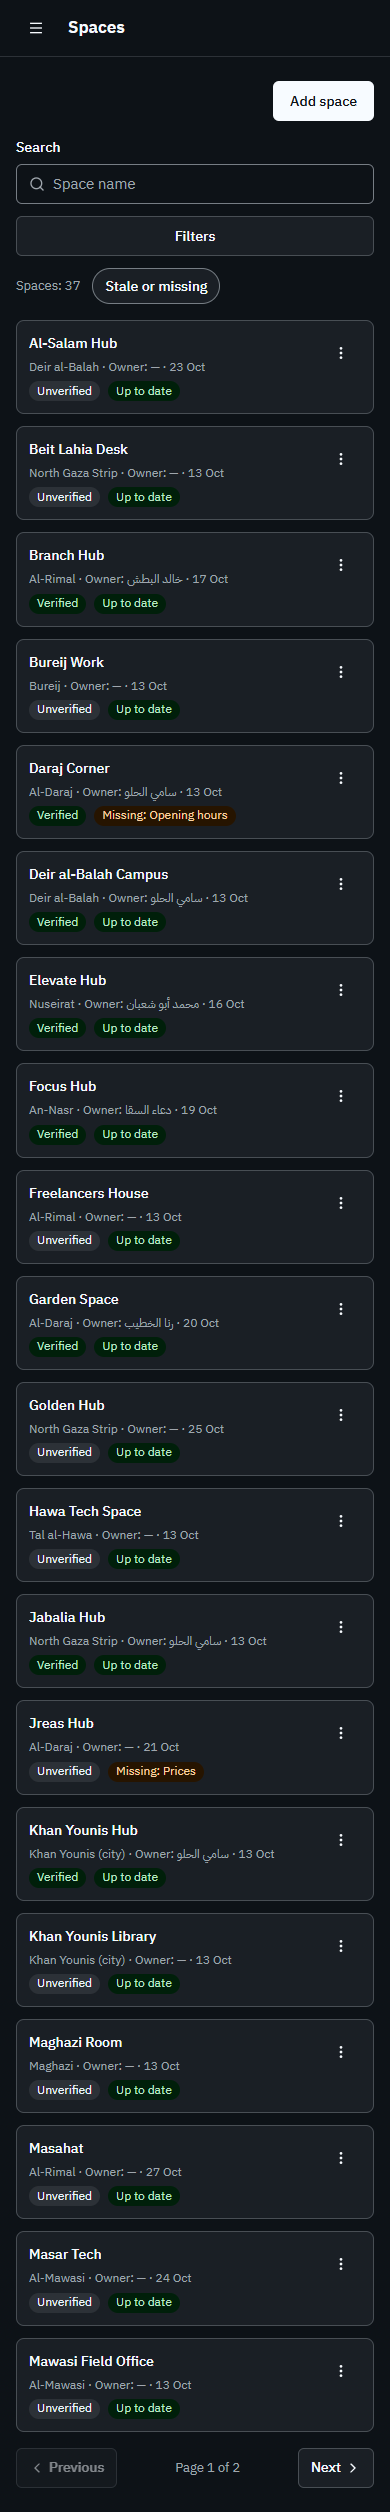 Spaces
Add space
Search
Space name
Filters
Spaces: 37
Stale or missing
Al-Salam Hub
Deir al-Balah · Owner: — · 23 Oct
Unverified Up to date
Beit Lahia Desk
North Gaza Strip · Owner: — · 13 Oct
Unverified Up to date
Branch Hub
Al-Rimal · Owner: خالد البطش · 17 Oct
Verified Up to date
Bureij Work
Bureij · Owner: — · 13 Oct
Unverified Up to date
Daraj Corner
Al-Daraj · Owner: سامي الحلو · 13 Oct
Verified Missing: Opening hours
Deir al-Balah Campus
Deir al-Balah · Owner: سامي الحلو · 13 Oct
Verified Up to date
Elevate Hub
Nuseirat · Owner: محمد أبو شعبان · 16 Oct
Verified Up to date
Focus Hub
An-Nasr · Owner: دعاء السقا · 19 Oct
Verified Up to date
Freelancers House
Al-Rimal · Owner: — · 13 Oct
Unverified Up to date
Garden Space
Al-Daraj · Owner: رنا الخطيب · 20 Oct
Verified Up to date
Golden Hub
North Gaza Strip · Owner: — · 25 Oct
Unverified Up to date
Hawa Tech Space
Tal al-Hawa · Owner: — · 13 Oct
Unverified Up to date
Jabalia Hub
North Gaza Strip · Owner: سامي الحلو · 13 Oct
Verified Up to date
Jreas Hub
Al-Daraj · Owner: — · 21 Oct
Unverified Missing: Prices
Khan Younis Hub
Khan Younis (city) · Owner: سامي الحلو · 13 Oct
Verified Up to date
Khan Younis Library
Khan Younis (city) · Owner: — · 13 Oct
Unverified Up to date
Maghazi Room
Maghazi · Owner: — · 13 Oct
Unverified Up to date
Masahat
Al-Rimal · Owner: — · 27 Oct
Unverified Up to date
Masar Tech
Al-Mawasi · Owner: — · 24 Oct
Unverified Up to date
Mawasi Field Office
Al-Mawasi · Owner: — · 13 Oct
Unverified Up to date
Previous Page 1 of 2 Next